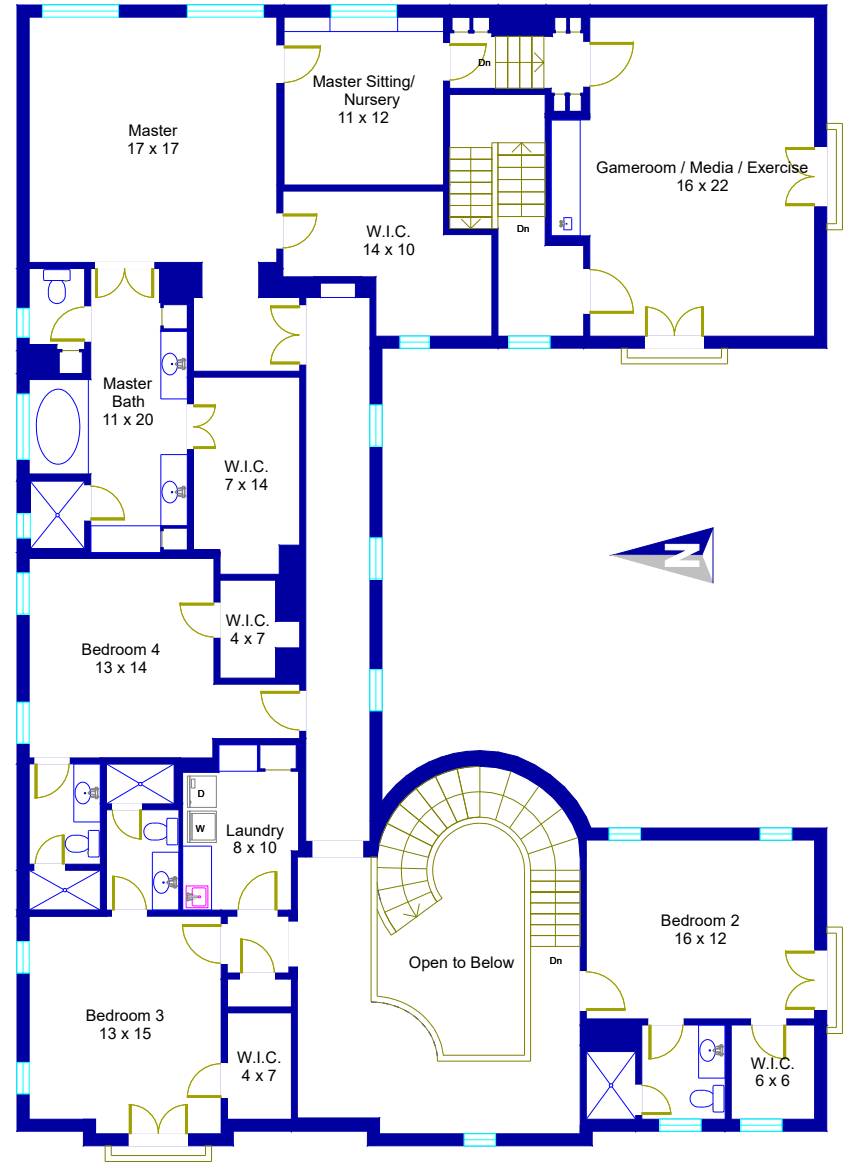 Master Sitting/
Nursery
11 x 12
Dn
Master
17 x 17
Gameroom / Media / Exercise
16 x 22
W.I.C.
14 x 10
Dn
Master
Bath
11 x 20
W.I.C.
7 x 14
N
W.I.C.
4 x 7
Bedroom 4
13 x 14
D
W
Laundry
8 x 10
Bedroom 2
16 x 12
Open to Below
Dn
Bedroom 3
13 x 15
W.I.C.
4 x 7
W.I.C.
6 x 6